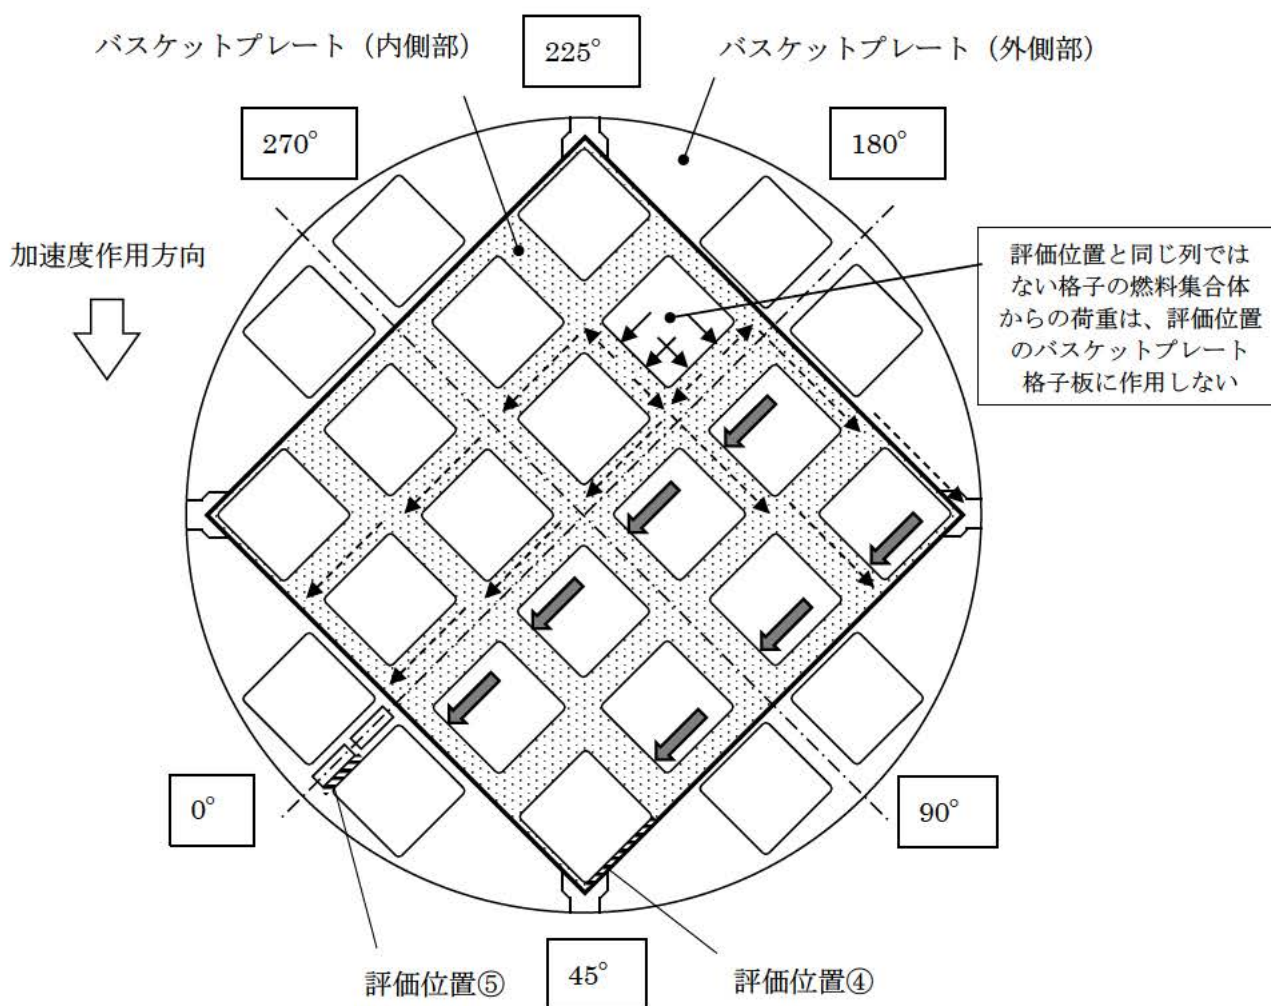 バスケットプレート（内側部）
225°
バスケットプレート（外側部）
270°
180°
加速度作用方向
評価位置と同じ列では
ない格子の燃料集合体
からの荷重は、評価位置
のバスケットプレート
格子板に作用しない
0°
90°
評価位置⑤
45°
評価位置④